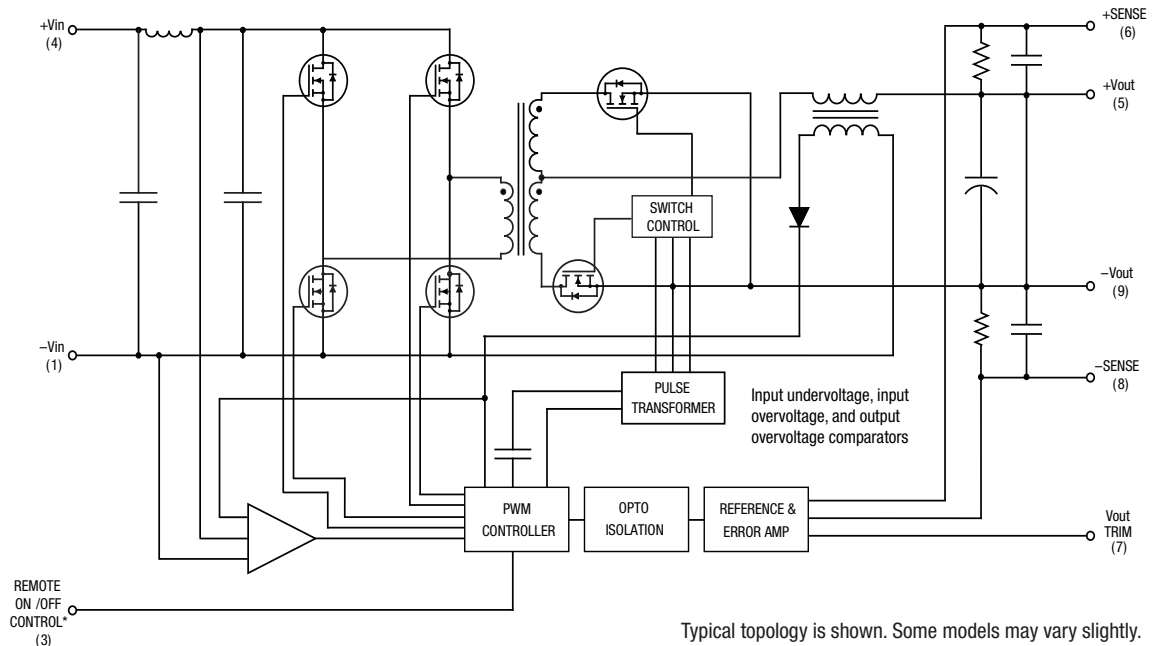 +Vin
(4)
+SENSE
(6)
+Vout
(5)
SWITCH
CONTROL
−Vout
(9)
−Vin
(1)
−SENSE
(8)
PULSE
TRANSFORMER
Input undervoltage, input
overvoltage, and output
overvoltage comparators
PWM
CONTROLLER
OPTO
ISOLATION
REFERENCE &
ERROR AMP
Vout
TRIM
(7)
REMOTE
ON /OFF
CONTROL*
(3)
Typical topology is shown. Some models may vary slightly.